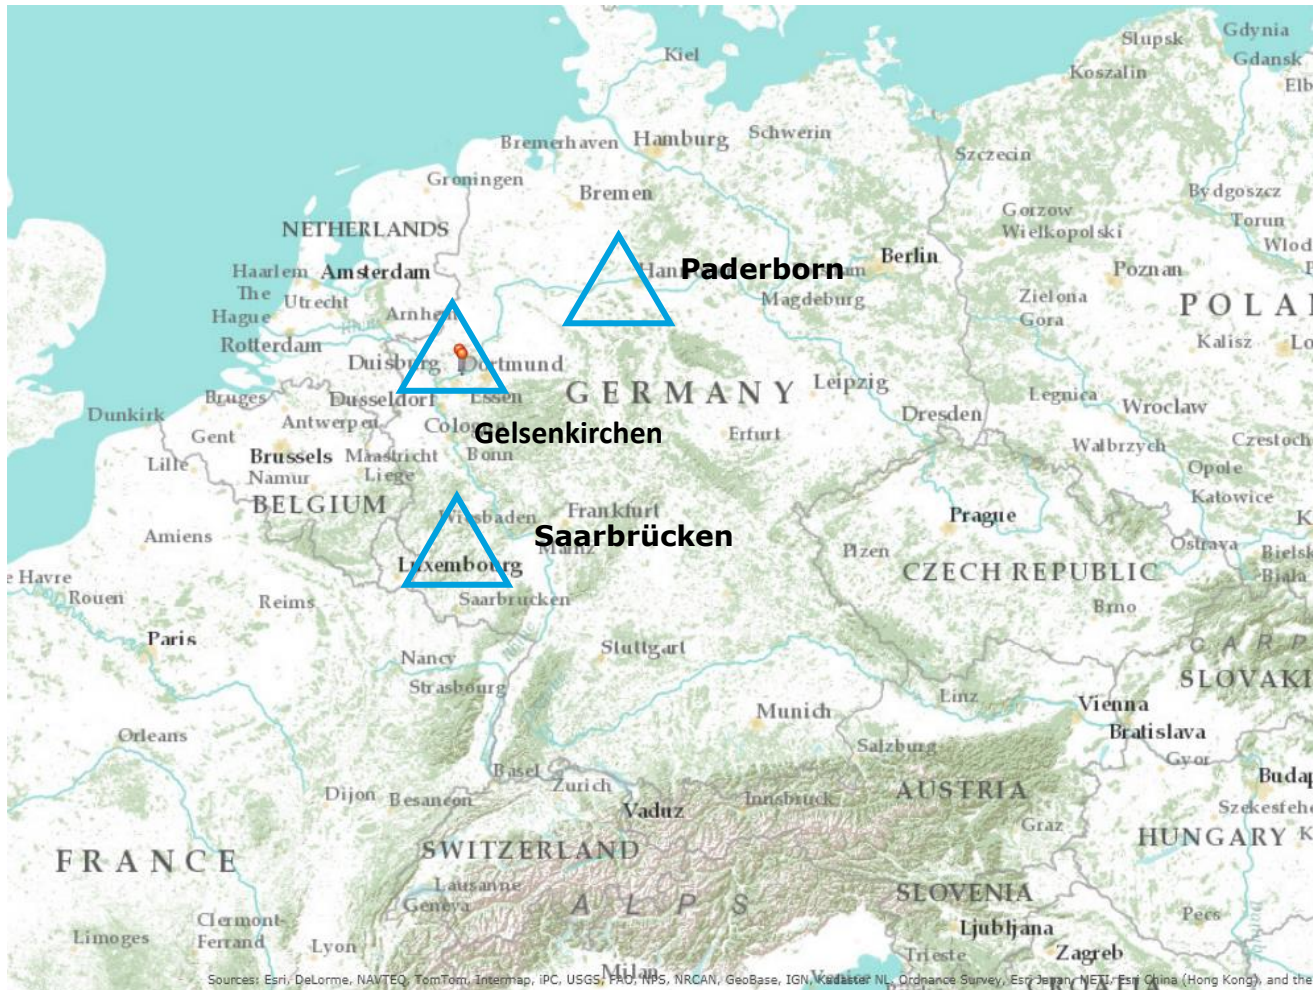 Gdynia
Slupsk
Kiel
Gdansk
Koszalin
Elb
Bremerhaven
Hamburg
Schwerin
Szczecin
Groningen
Bremen
Bydgoszcz
Torun
Gorzow
Wielkopolski
NETHERLANDS
Wlod
Berlin
Haarlem
Amsterdam
Paderborn
Poznan
The
Hague
Utrecht
Magdeburg
Zielona
Gora
POLA
Arnhem
Rotterdam
Kalisz
Lo
Duisburg
Dortmund
GERMANY
Leipzig
Legnica
Wroclaw
Bruges
Dusseldorf
Essen
Dunkirk
Antwerpen
Dresden
Gent
Cologne
Gelsenkirchen
Erfurt
Walbrzych
Czestoch
Brussels
Maastricht
Bonn
Lille
Namur
Liege
Opole
BELGIUM
Katowice
Wiesbaden
Frankfurt
Prague
K
Amiens
Saarbrücken
Mainz
Plzen
Ostrava
Bielsk
Biala
Luxembourg
CZECH REPUBLIC
e Havre
Rouen
Reims
Saarbrucken
Brno
Paris
Stuttgart
CARP
Nancy
Strasbourg
SLOVAKI
Linz
Vienna
Munich
Bratislava
Orleans
Salzburg
Gyor
Basel
Zurich
Budap
Dijon
Besancon
Vaduz
Innsbruck
AUSTRIA
Szekesfehe
Graz
FRANCE
SWITZERLAND
HUNGARY
K
Lausanne
Geneva
ALPS
SLOVENIA
Clermont-
Ferrand
Pecs
Limoges
Lyon
Ljubljana
Trieste
Zagreb
Milan
Sources: Esri, DeLorme, NAVTEQ, TomTom, Intermap, iPC, USGS, FAO, NPS, NRCAN, GeoBase, IGN, Kadaster NL, Ordnance Survey, Esri Japan, METI, Esri China (Hong Kong), and the